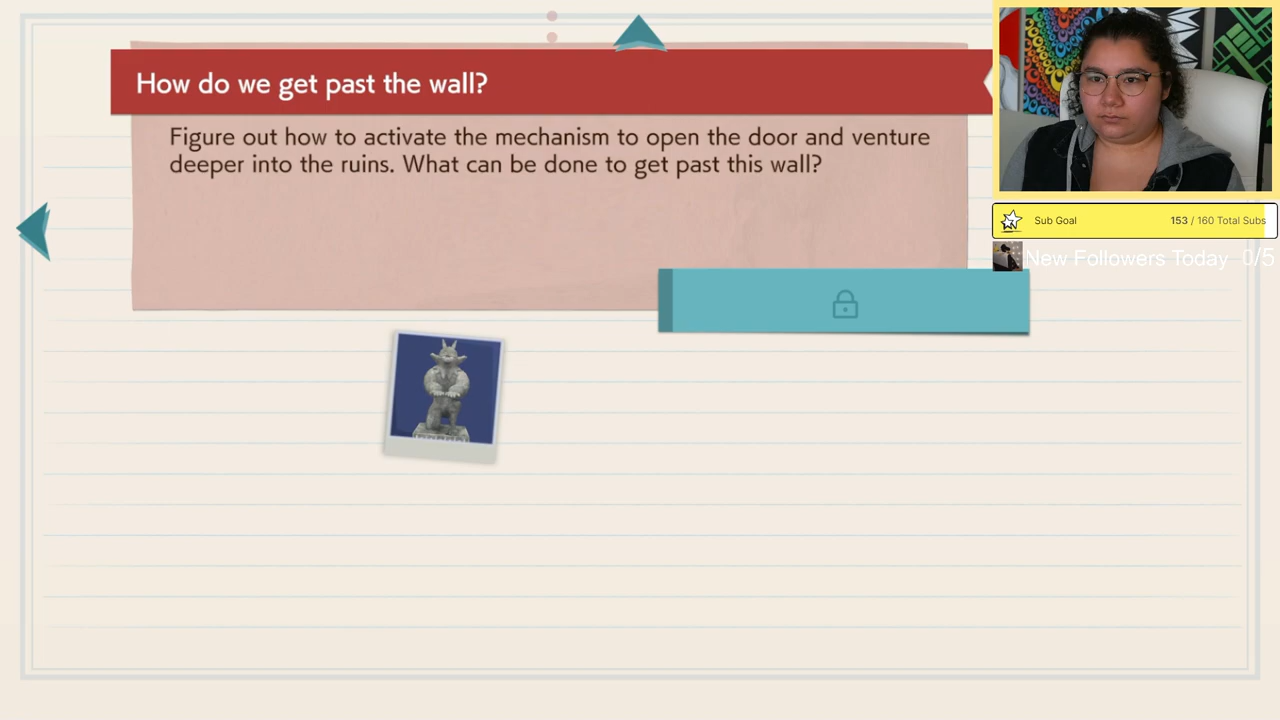 How do we get past the wall?
Figure out how to activate the mechanism to open the door and venture
deeper into the ruins. What can be done to get past this wall?
Sub Goal 153 / 160 Total Subs
New Followers Today 0/5